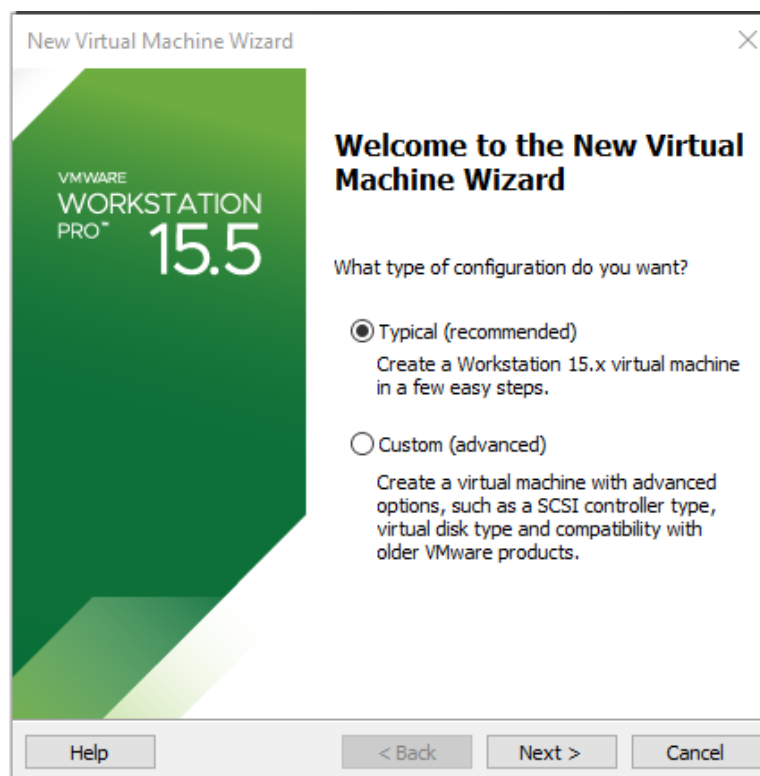 New Virtual Machine Wizard
VMWARE
WORKSTATION
PRO™ 15.5
Welcome to the New Virtual
Machine Wizard
What type of configuration do you want?
Typical (recommended)
Create a Workstation 15.x virtual machine
in a few easy steps.
Custom (advanced)
Create a virtual machine with advanced
options, such as a SCSI controller type,
virtual disk type and compatibility with
older VMware products.
Help < Back Next > Cancel